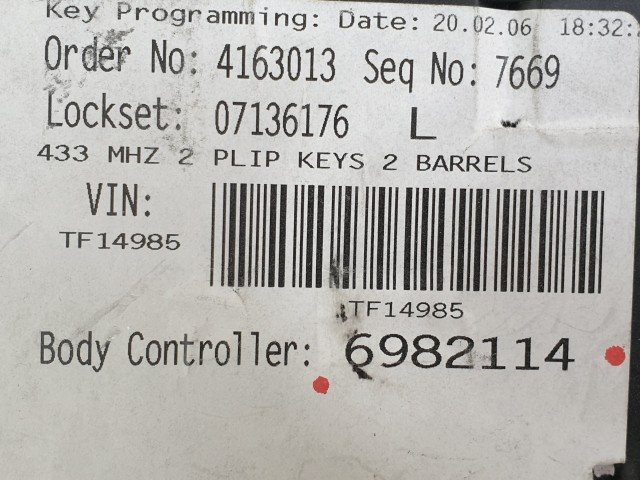 Key Programming: Date: 20.02.06 18:32:
Order No: 4163013 Seq No: 7669
Lockset: 07136176 L
433 MHZ 2 PLIP KEYS 2 BARRELS
VIN:
TF14985
TF14985
Body Controller: 6982114